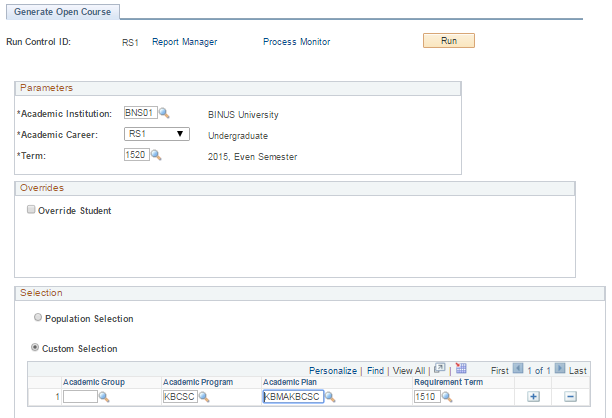 Generate Open Course
Run Control ID: RS1 Report Manager Process Monitor Run
Parameters
*Academic Institution: BNS01 BINUS University
*Academic Career: RS1 Undergraduate
*Term: 1520 2015, Even Semester
Overrides
Override Student
Selection
Population Selection
Custom Selection
Personalize | Find | View All | | First 1 of 1 Last
Academic Group Academic Program Academic Plan Requirement Term
1 KBCSC KBMAKBCSC 1510 + -